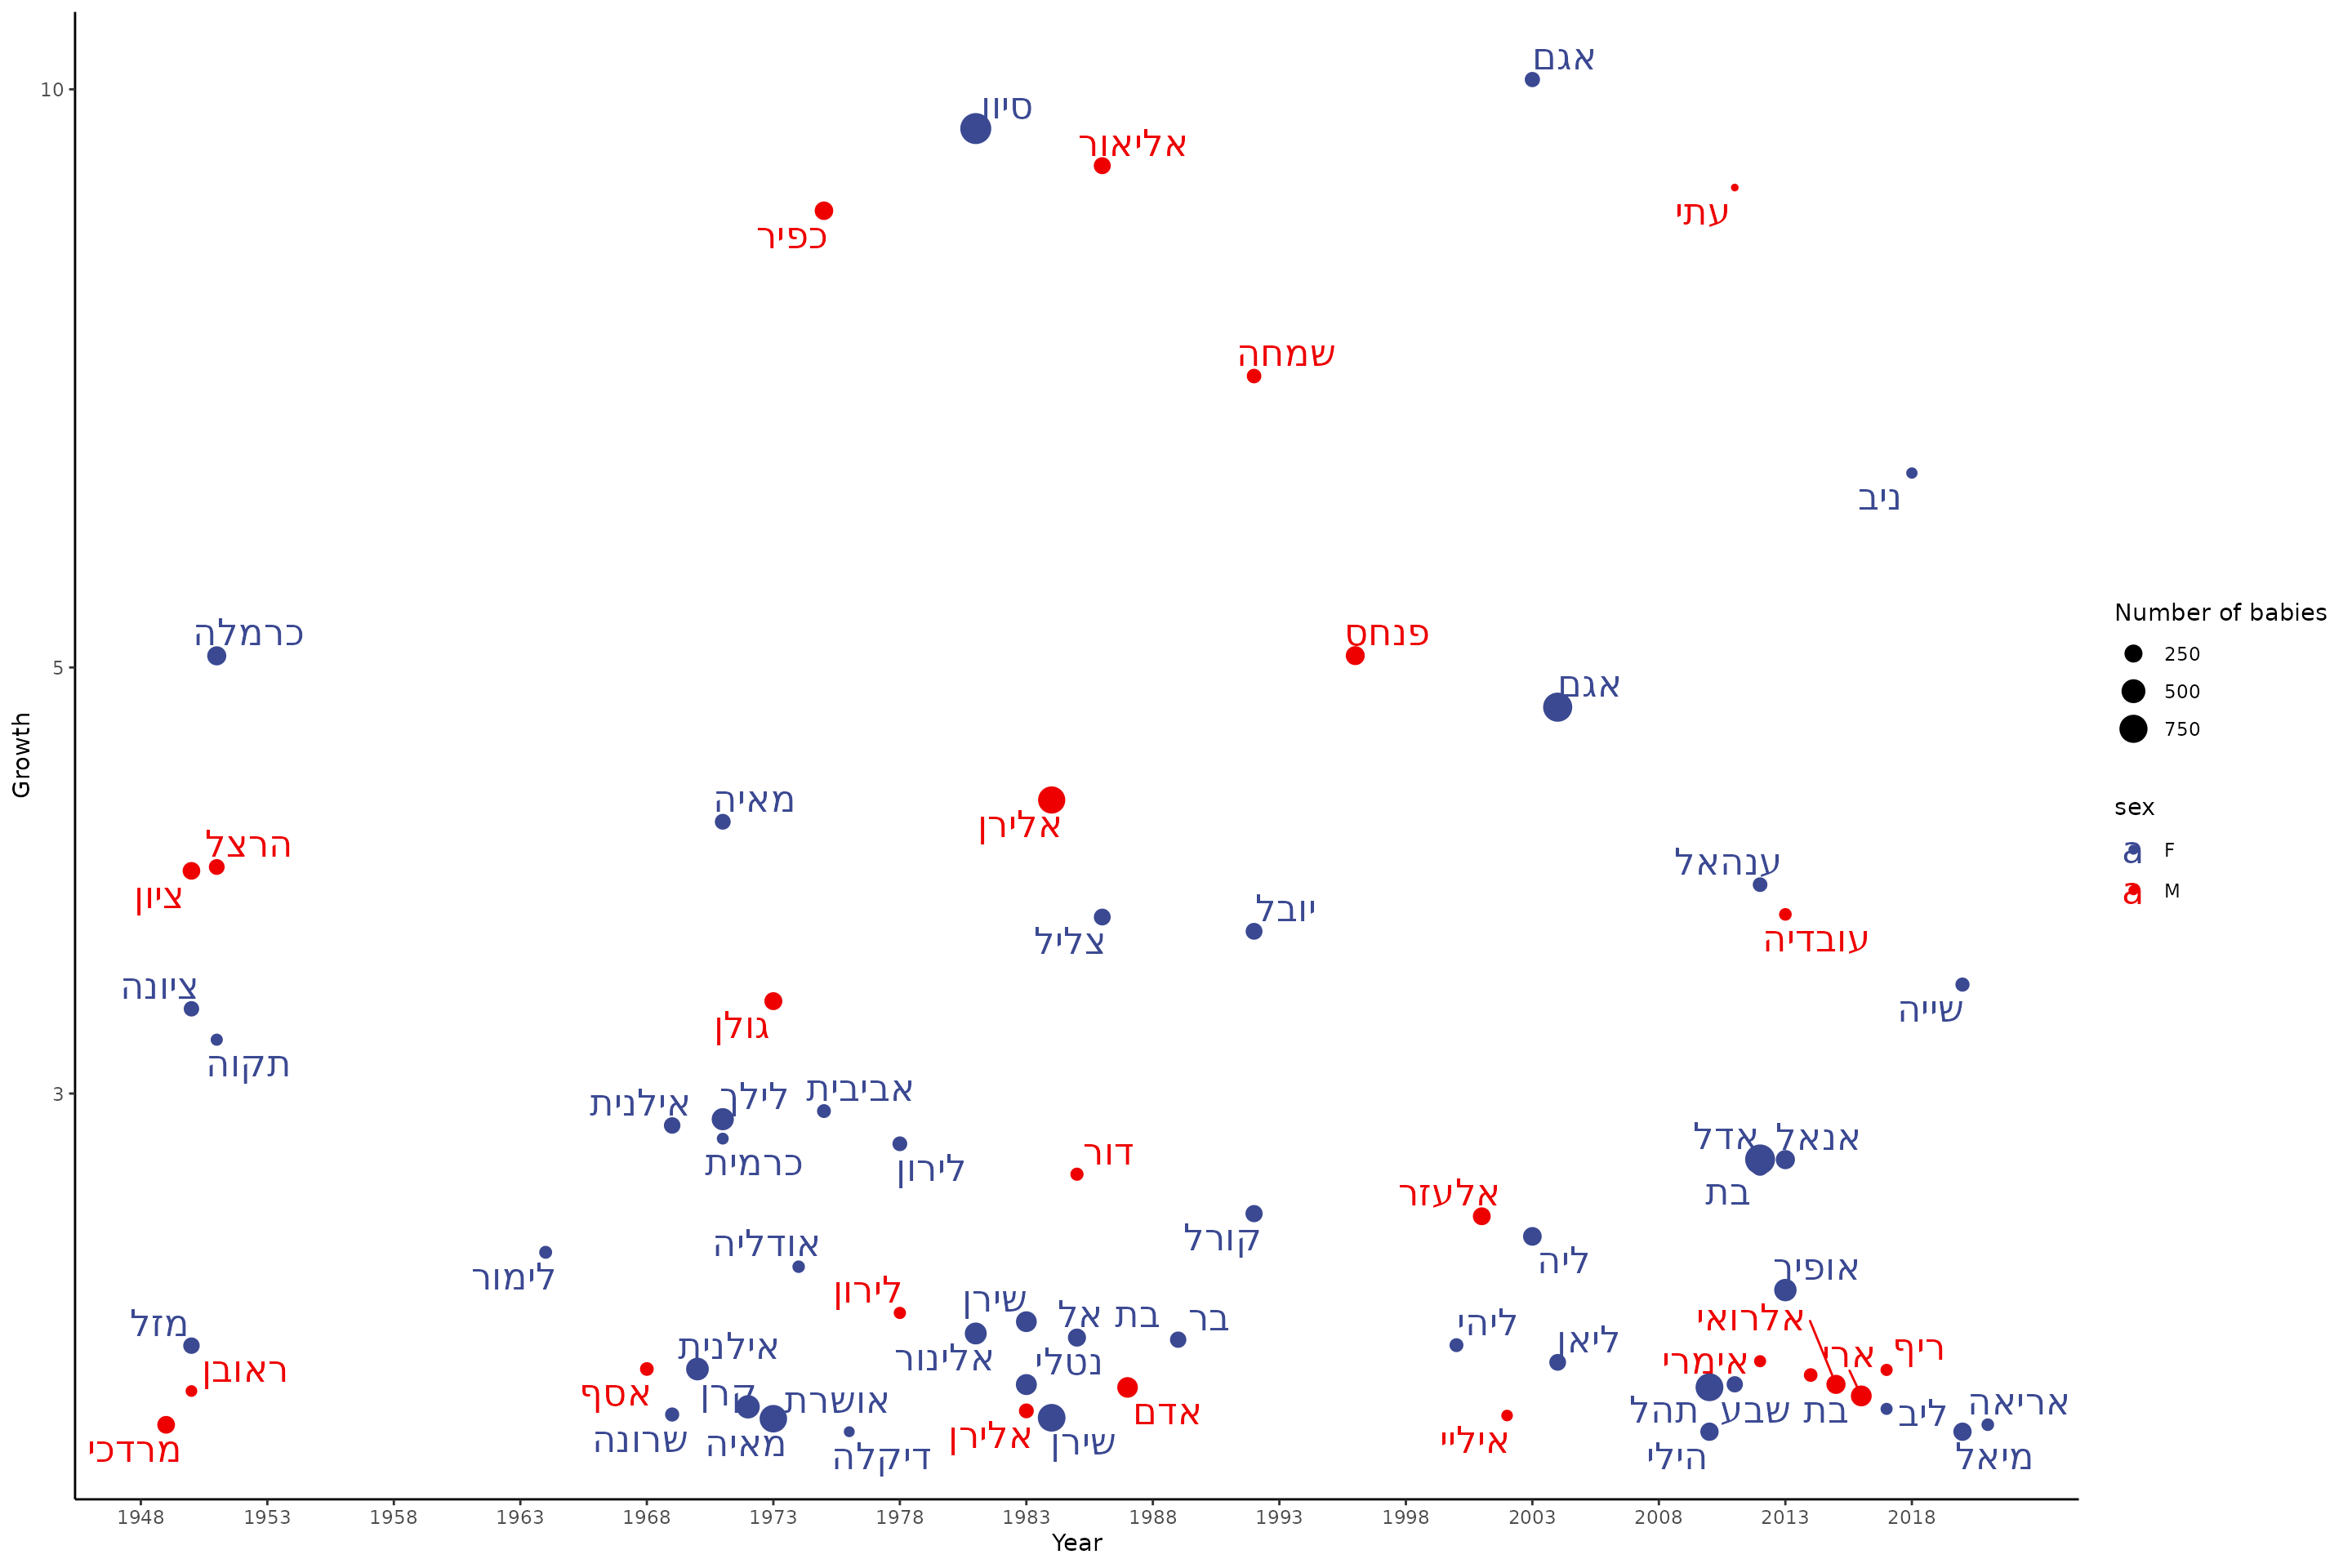 אגם
סיון
אליאור
כפיר
עתי
שמחה
ניב
כרמלה
פנחס
אגם
מאיה
אלירן
הרצל
ציון
ענהאל
יובל
צליל
עובדיה
ציונה
שייה
גולן
תקוה
אביבית
לילך
אילנית
כרמית
לירון
דור
אדל
אנאל
בת
אלעזר
קורל
אודליה
ליה
לימור
אופיר
לירון
שירן
בת אל
בר
מזל
ליהי
אלרואי
אילנית
אלינור
נטלי
ליאן
אימרי
ארי
ריף
ראובן
אסף
קרן
אושרת
אדם
תהל
בת שבע
ליב
אריאה
מרדכי
שרונה
מאיה
דיקלה
אלירן
שירן
איליי
הילי
מיאל
10
5
3
Growth
1948
1953
1958
1963
1968
1973
1978
1983
1988
1993
1998
2003
2008
2013
2018
Year
Number of babies
250
500
750
sex
a F
a M